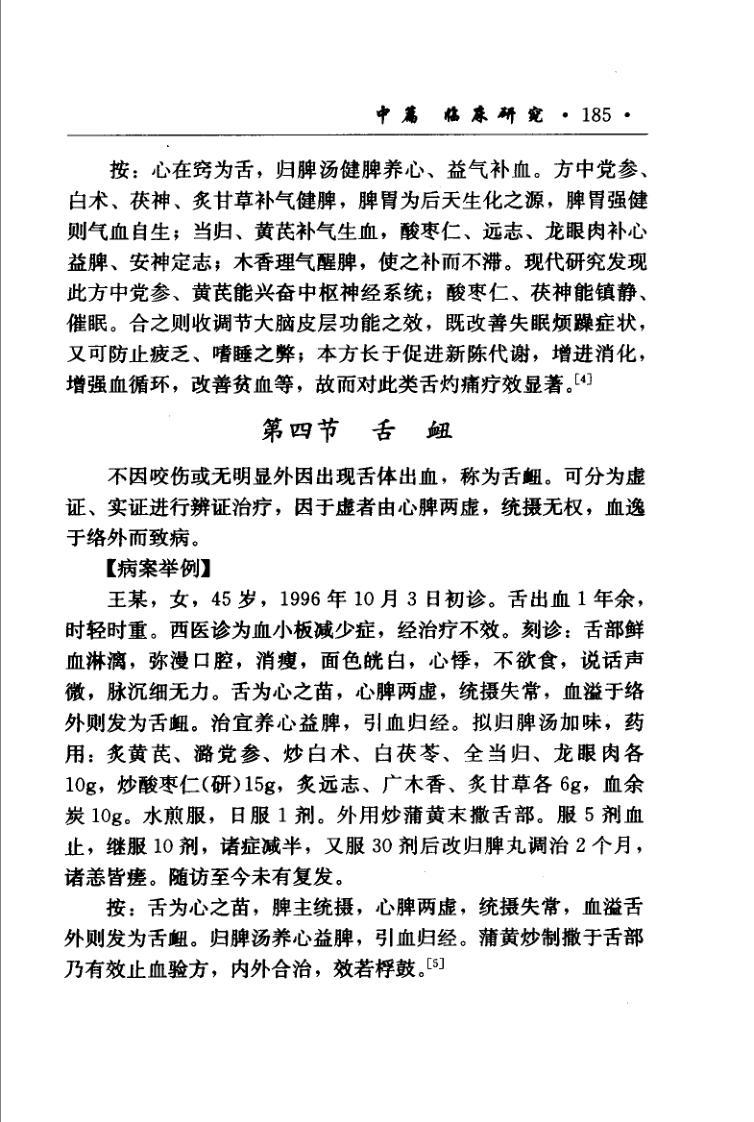 中篇 临床研究 · 185 ·
按：心在窍为舌，归脾汤健脾养心、益气补血。方中党参、
白术、茯神、炙甘草补气健脾，脾胃为后天生化之源，脾胃强健
则气血自生；当归、黄芪补气生血，酸枣仁、远志、龙眼肉补心
益脾、安神定志；木香理气醒脾，使之补而不滞。现代研究发现
此方中党参、黄芪能兴奋中枢神经系统；酸枣仁、茯神能镇静、
催眠。合之则收调节大脑皮层功能之效，既改善失眠烦躁症状，
又可防止疲乏、嗜睡之弊；本方长于促进新陈代谢，增进消化，
增强血循环，改善贫血等，故而对此类舌灼痛疗效显著。[4]
第四节 舌 衄
不因咬伤或无明显外因出现舌体出血，称为舌衄。可分为虚
证、实证进行辨证治疗，因于虚者由心脾两虚，统摄无权，血逸
于络外而致病。
【病案举例】
王某，女，45 岁，1996 年 10 月 3 日初诊。舌出血 1 年余，
时轻时重。西医诊为血小板减少症，经治疗不效。刻诊：舌部鲜
血淋漓，弥漫口腔，消瘦，面色㿠白，心悸，不欲食，说话声
微，脉沉细无力。舌为心之苗，心脾两虚，统摄失常，血溢于络
外则发为舌衄。治宜养心益脾，引血归经。拟归脾汤加味，药
用：炙黄芪、潞党参、炒白术、白茯苓、全当归、龙眼肉各
10g，炒酸枣仁(研)15g，炙远志、广木香、炙甘草各 6g，血余
炭 10g。水煎服，日服 1 剂。外用炒蒲黄末撒舌部。服 5 剂血
止，继服 10 剂，诸症减半，又服 30 剂后改归脾丸调治 2 个月，
诸恙皆瘥。随访至今未有复发。
按：舌为心之苗，脾主统摄，心脾两虚，统摄失常，血溢舌
外则发为舌衄。归脾汤养心益脾，引血归经。蒲黄炒制撒于舌部
乃有效止血验方，内外合治，效若桴鼓。[5]